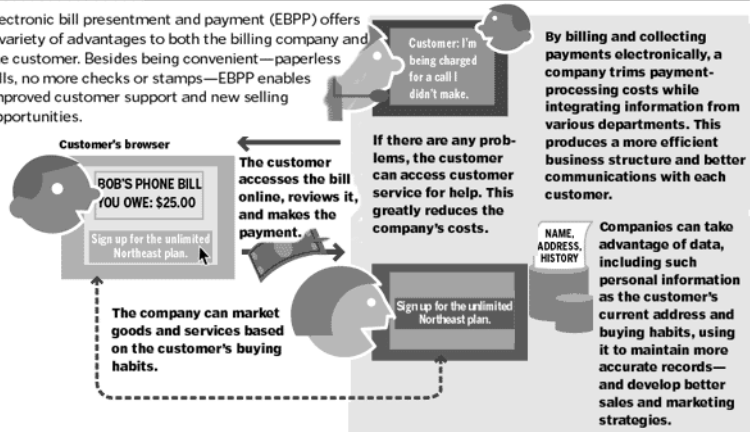 ectronic bill presentment and payment (EBPP) offers
variety of advantages to both the billing company and
e customer. Besides being convenient—paperless
lls, no more checks or stamps—EBPP enables
mproved customer support and new selling
pportunities.
Customer: I'm
being charged
for a call I
didn't make.
By billing and collecting
payments electronically, a
company trims payment-
processing costs while
integrating information from
various departments. This
produces a more efficient
business structure and better
communications with each
customer.
Customer's browser
BOB'S PHONE BILL
YOU OWE: $25.00
Sign up for the unlimited
Northeast plan.
The customer
accesses the bill
online, reviews it,
and makes the
payment.
If there are any prob-
lems, the customer
can access customer
service for help. This
greatly reduces the
company's costs.
NAME,
ADDRESS,
HISTORY
Companies can take
advantage of data,
including such
personal information
as the customer's
current address and
buying habits, using
it to maintain more
accurate records—
and develop better
sales and marketing
strategies.
Sign up for the unlimited
Northeast plan.
The company can market
goods and services based
on the customer's buying
habits.